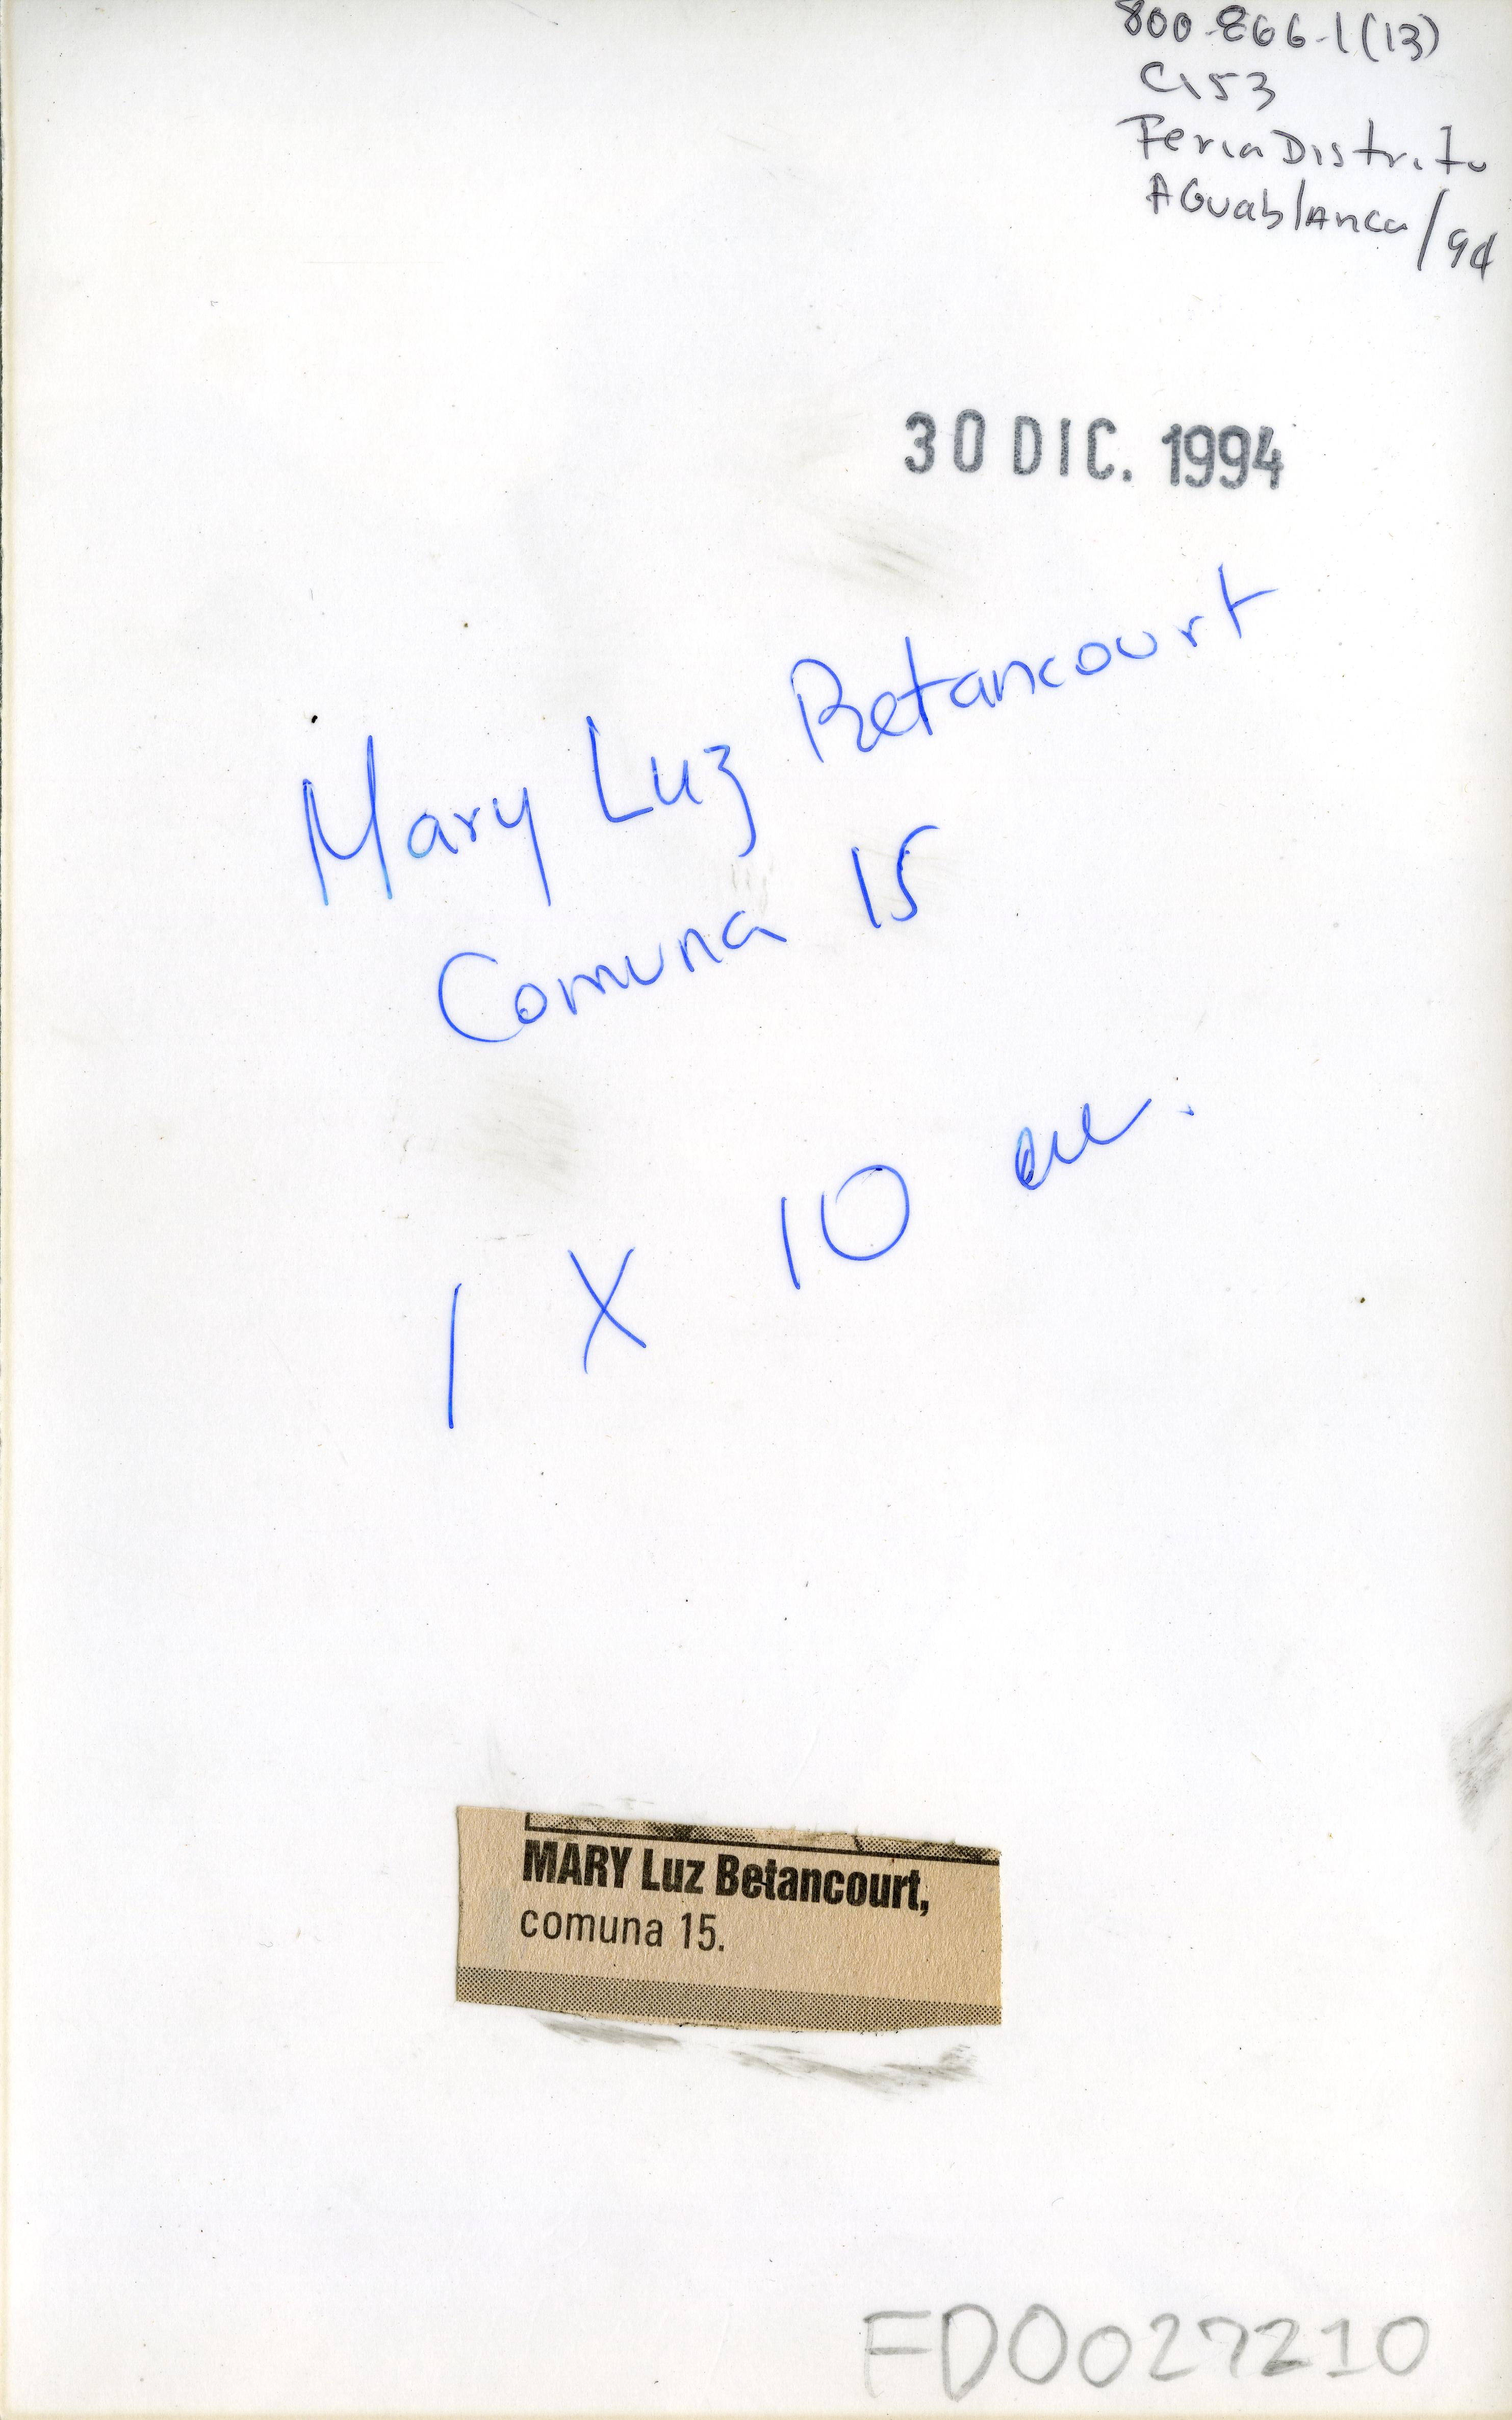 800-866-1(13)
C153
Feria Distrito
AGuablanca/94
30 DIC. 1994
Mary Luz Betancourt
Comuna 15
1 X 10
MARY Luz Betancourt,
comuna 15.
FD0027210